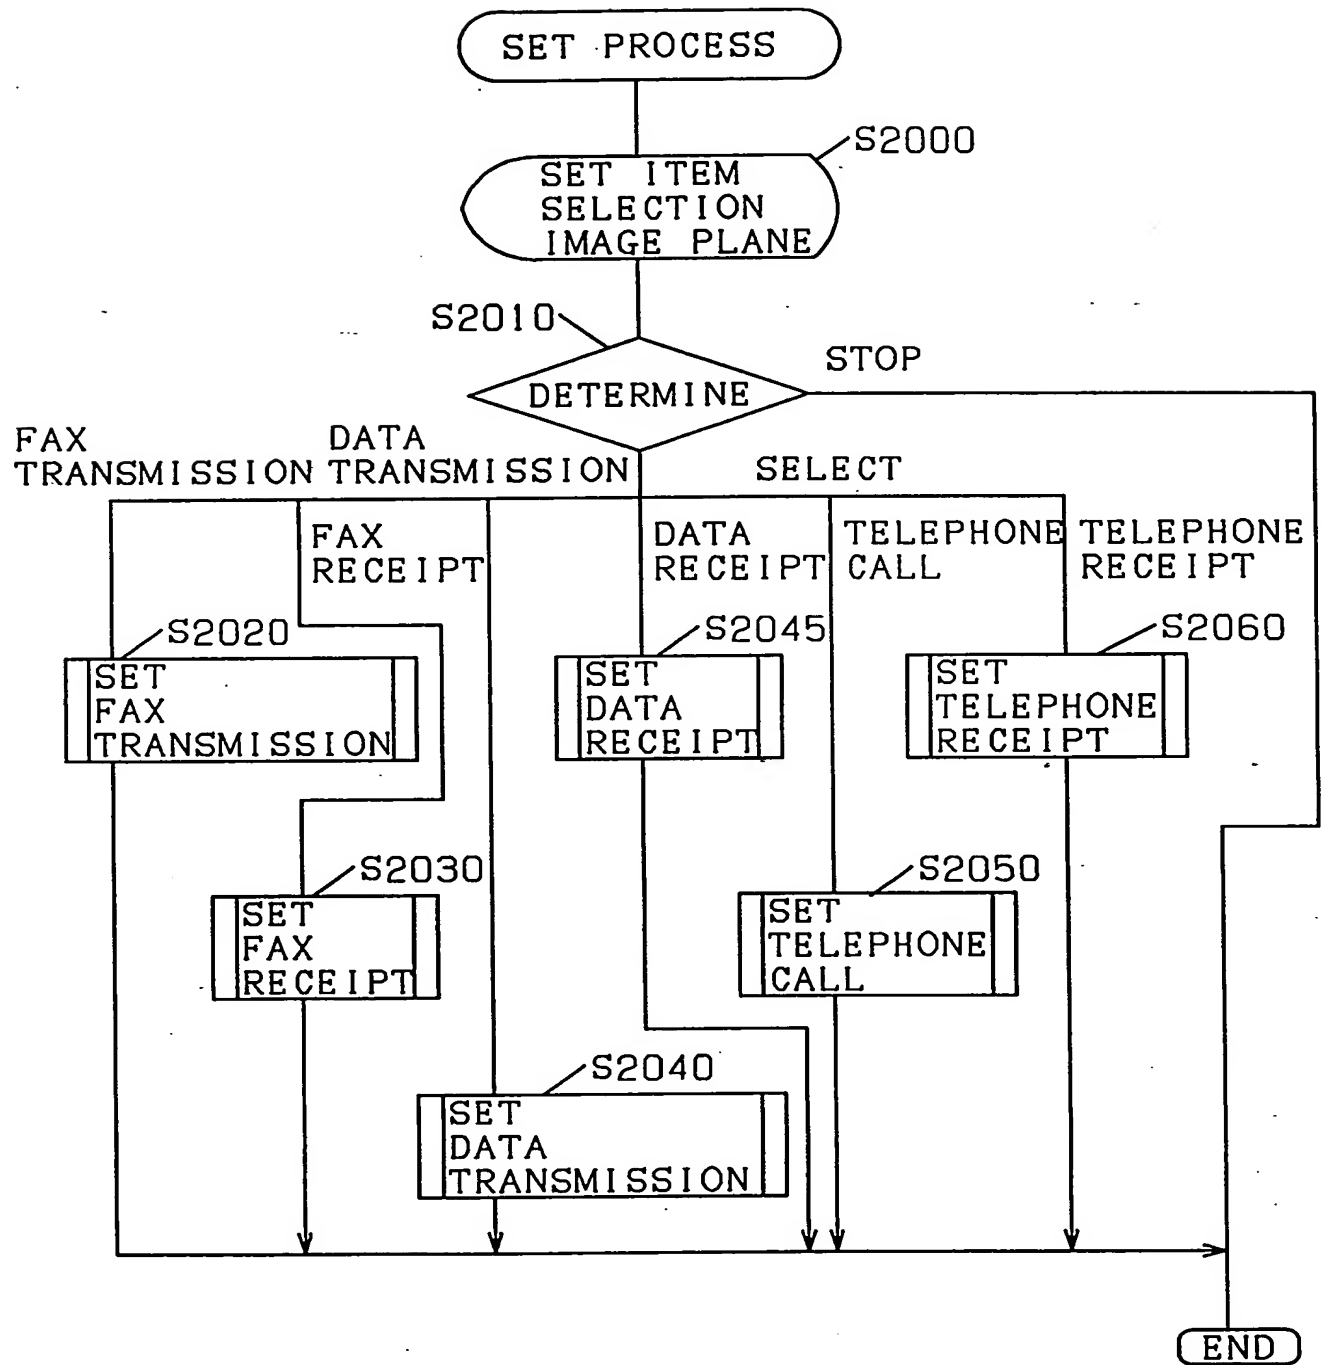 SET PROCESS
S2000
SET ITEM
SELECTION
IMAGE PLANE
S2010
DETERMINE
STOP
FAX
TRANSMISSION
DATA
TRANSMISSION
SELECT
FAX
RECEIPT
DATA
RECEIPT
TELEPHONE
CALL
TELEPHONE
RECEIPT
S2020
SET
FAX
TRANSMISSION
S2045
SET
DATA
RECEIPT
S2060
SET
TELEPHONE
RECEIPT
S2030
SET
FAX
RECEIPT
S2050
SET
TELEPHONE
CALL
S2040
SET
DATA
TRANSMISSION
END